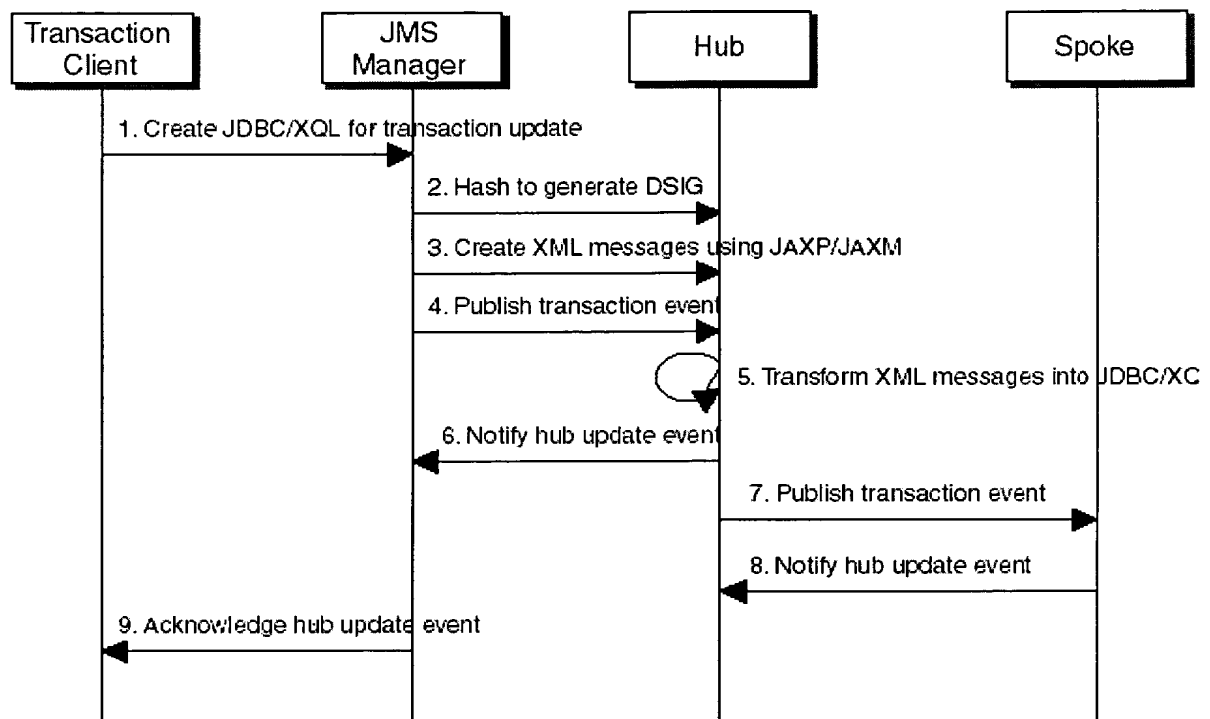 Transaction
Client
JMS
Manager
Hub
Spoke
1. Create JDBC/XQL for transaction update
2. Hash to generate DSIG
3. Create XML messages using JAXP/JAXM
4. Publish transaction event
5. Transform XML messages into JDBC/XC
6. Notify hub update event
7. Publish transaction event
8. Notify hub update event
9. Acknowledge hub update event